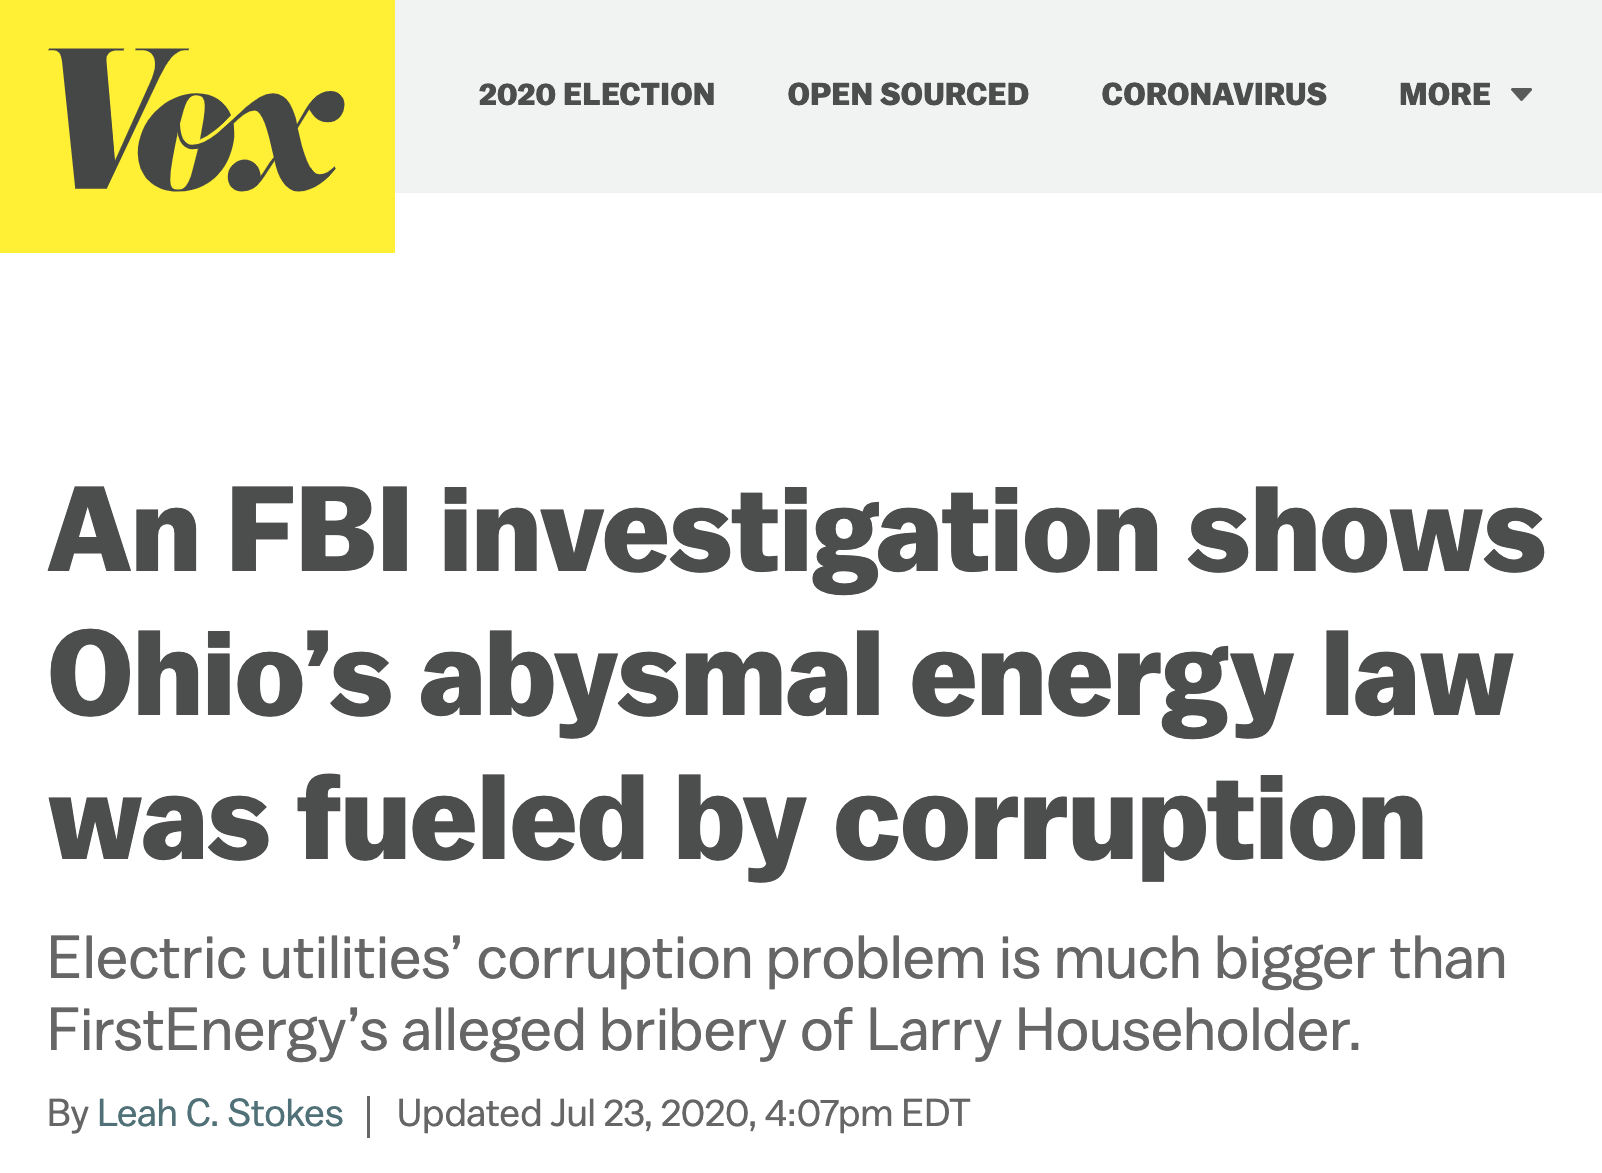 Vox
2020 ELECTION OPEN SOURCED CORONAVIRUS MORE
An FBI investigation shows
Ohio’s abysmal energy law
was fueled by corruption
Electric utilities’ corruption problem is much bigger than
FirstEnergy’s alleged bribery of Larry Householder.
By Leah C. Stokes | Updated Jul 23, 2020, 4:07pm EDT